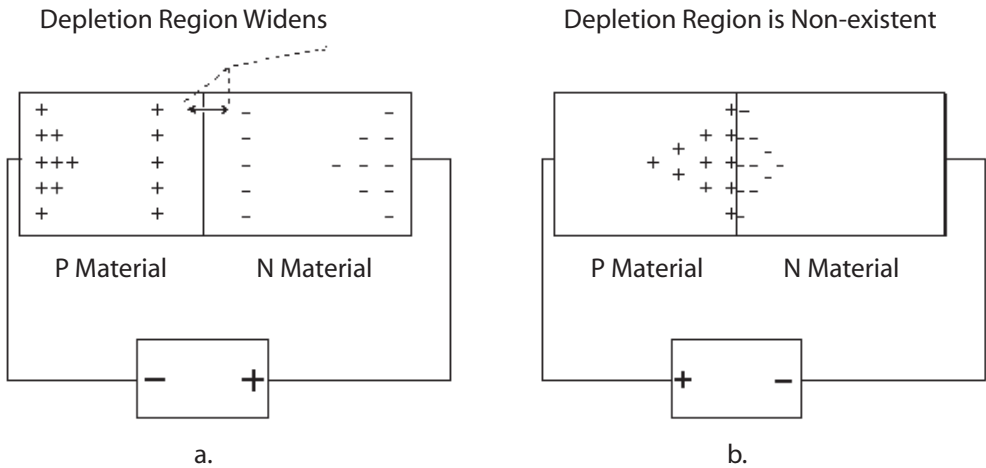 Depletion Region Widens
Depletion Region is Non-existent
+ + - -
++ + - - -
+++ + - - - -
++ + - - -
+ + - -
+ -
+ + - -
+ + -
+ + + - - - -
+ + -
+ + - -
+ -
P Material N Material
P Material N Material
- +
+ -
a.
b.